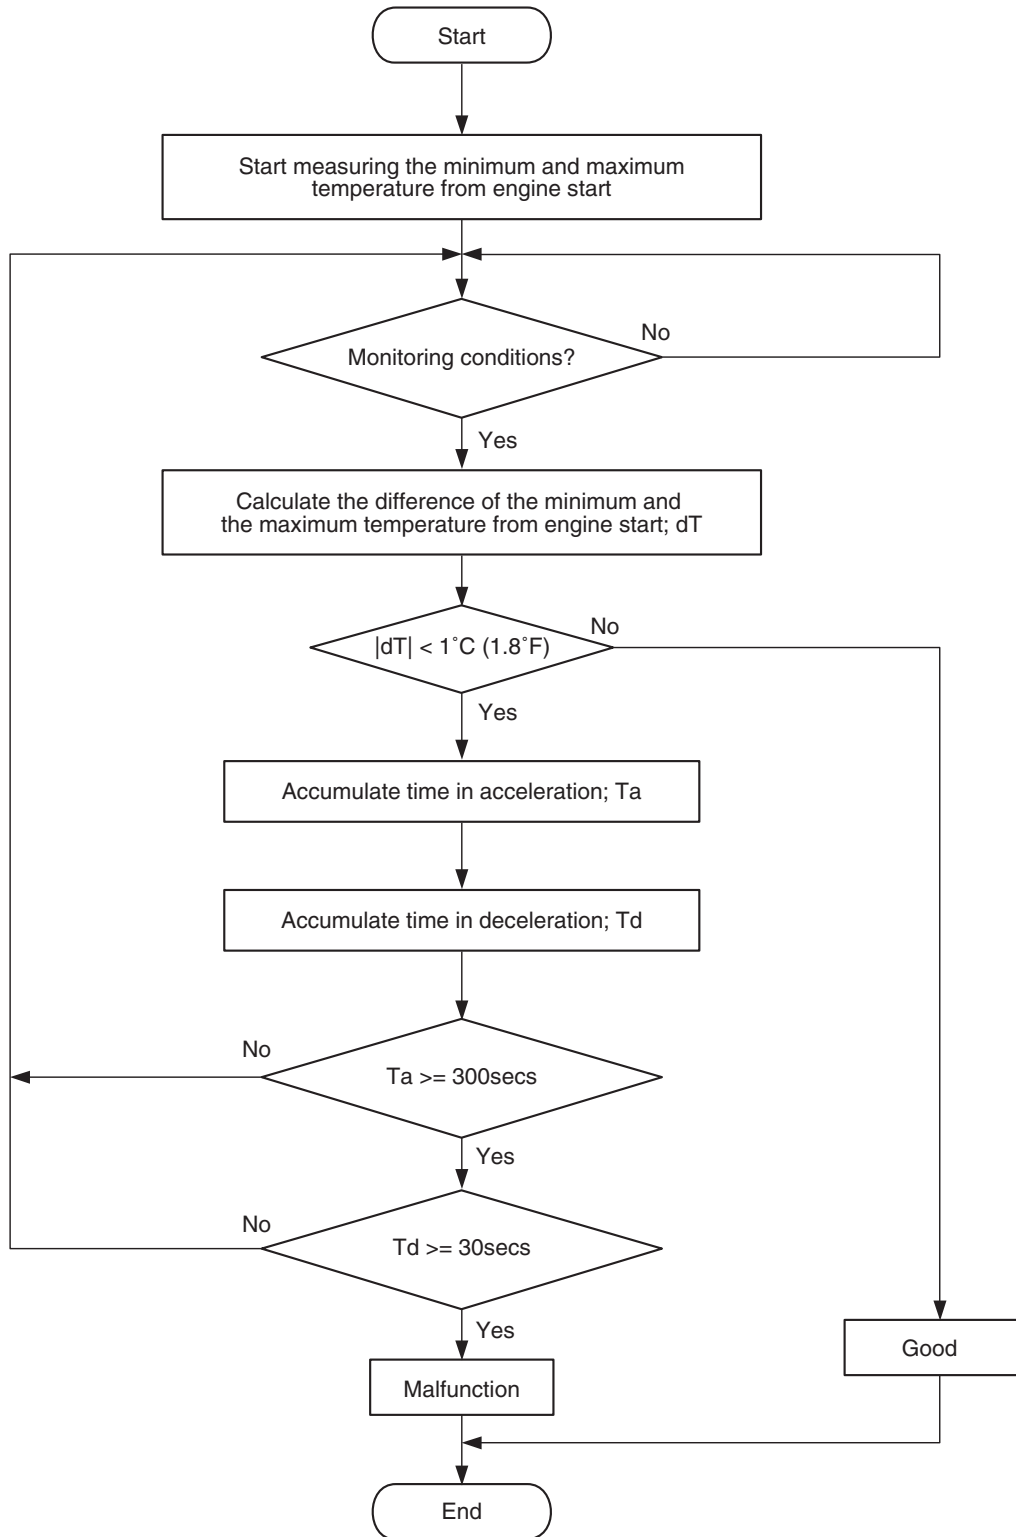 Start
Start measuring the minimum and maximum
temperature from engine start
No
Monitoring conditions?
Yes
Calculate the difference of the minimum and
the maximum temperature from engine start; dT
No
|dT| < 1˚C (1.8˚F)
Yes
Accumulate time in acceleration; Ta
Accumulate time in deceleration; Td
No
Ta >= 300secs
Yes
No
Td >= 30secs
Yes
Good
Malfunction
End